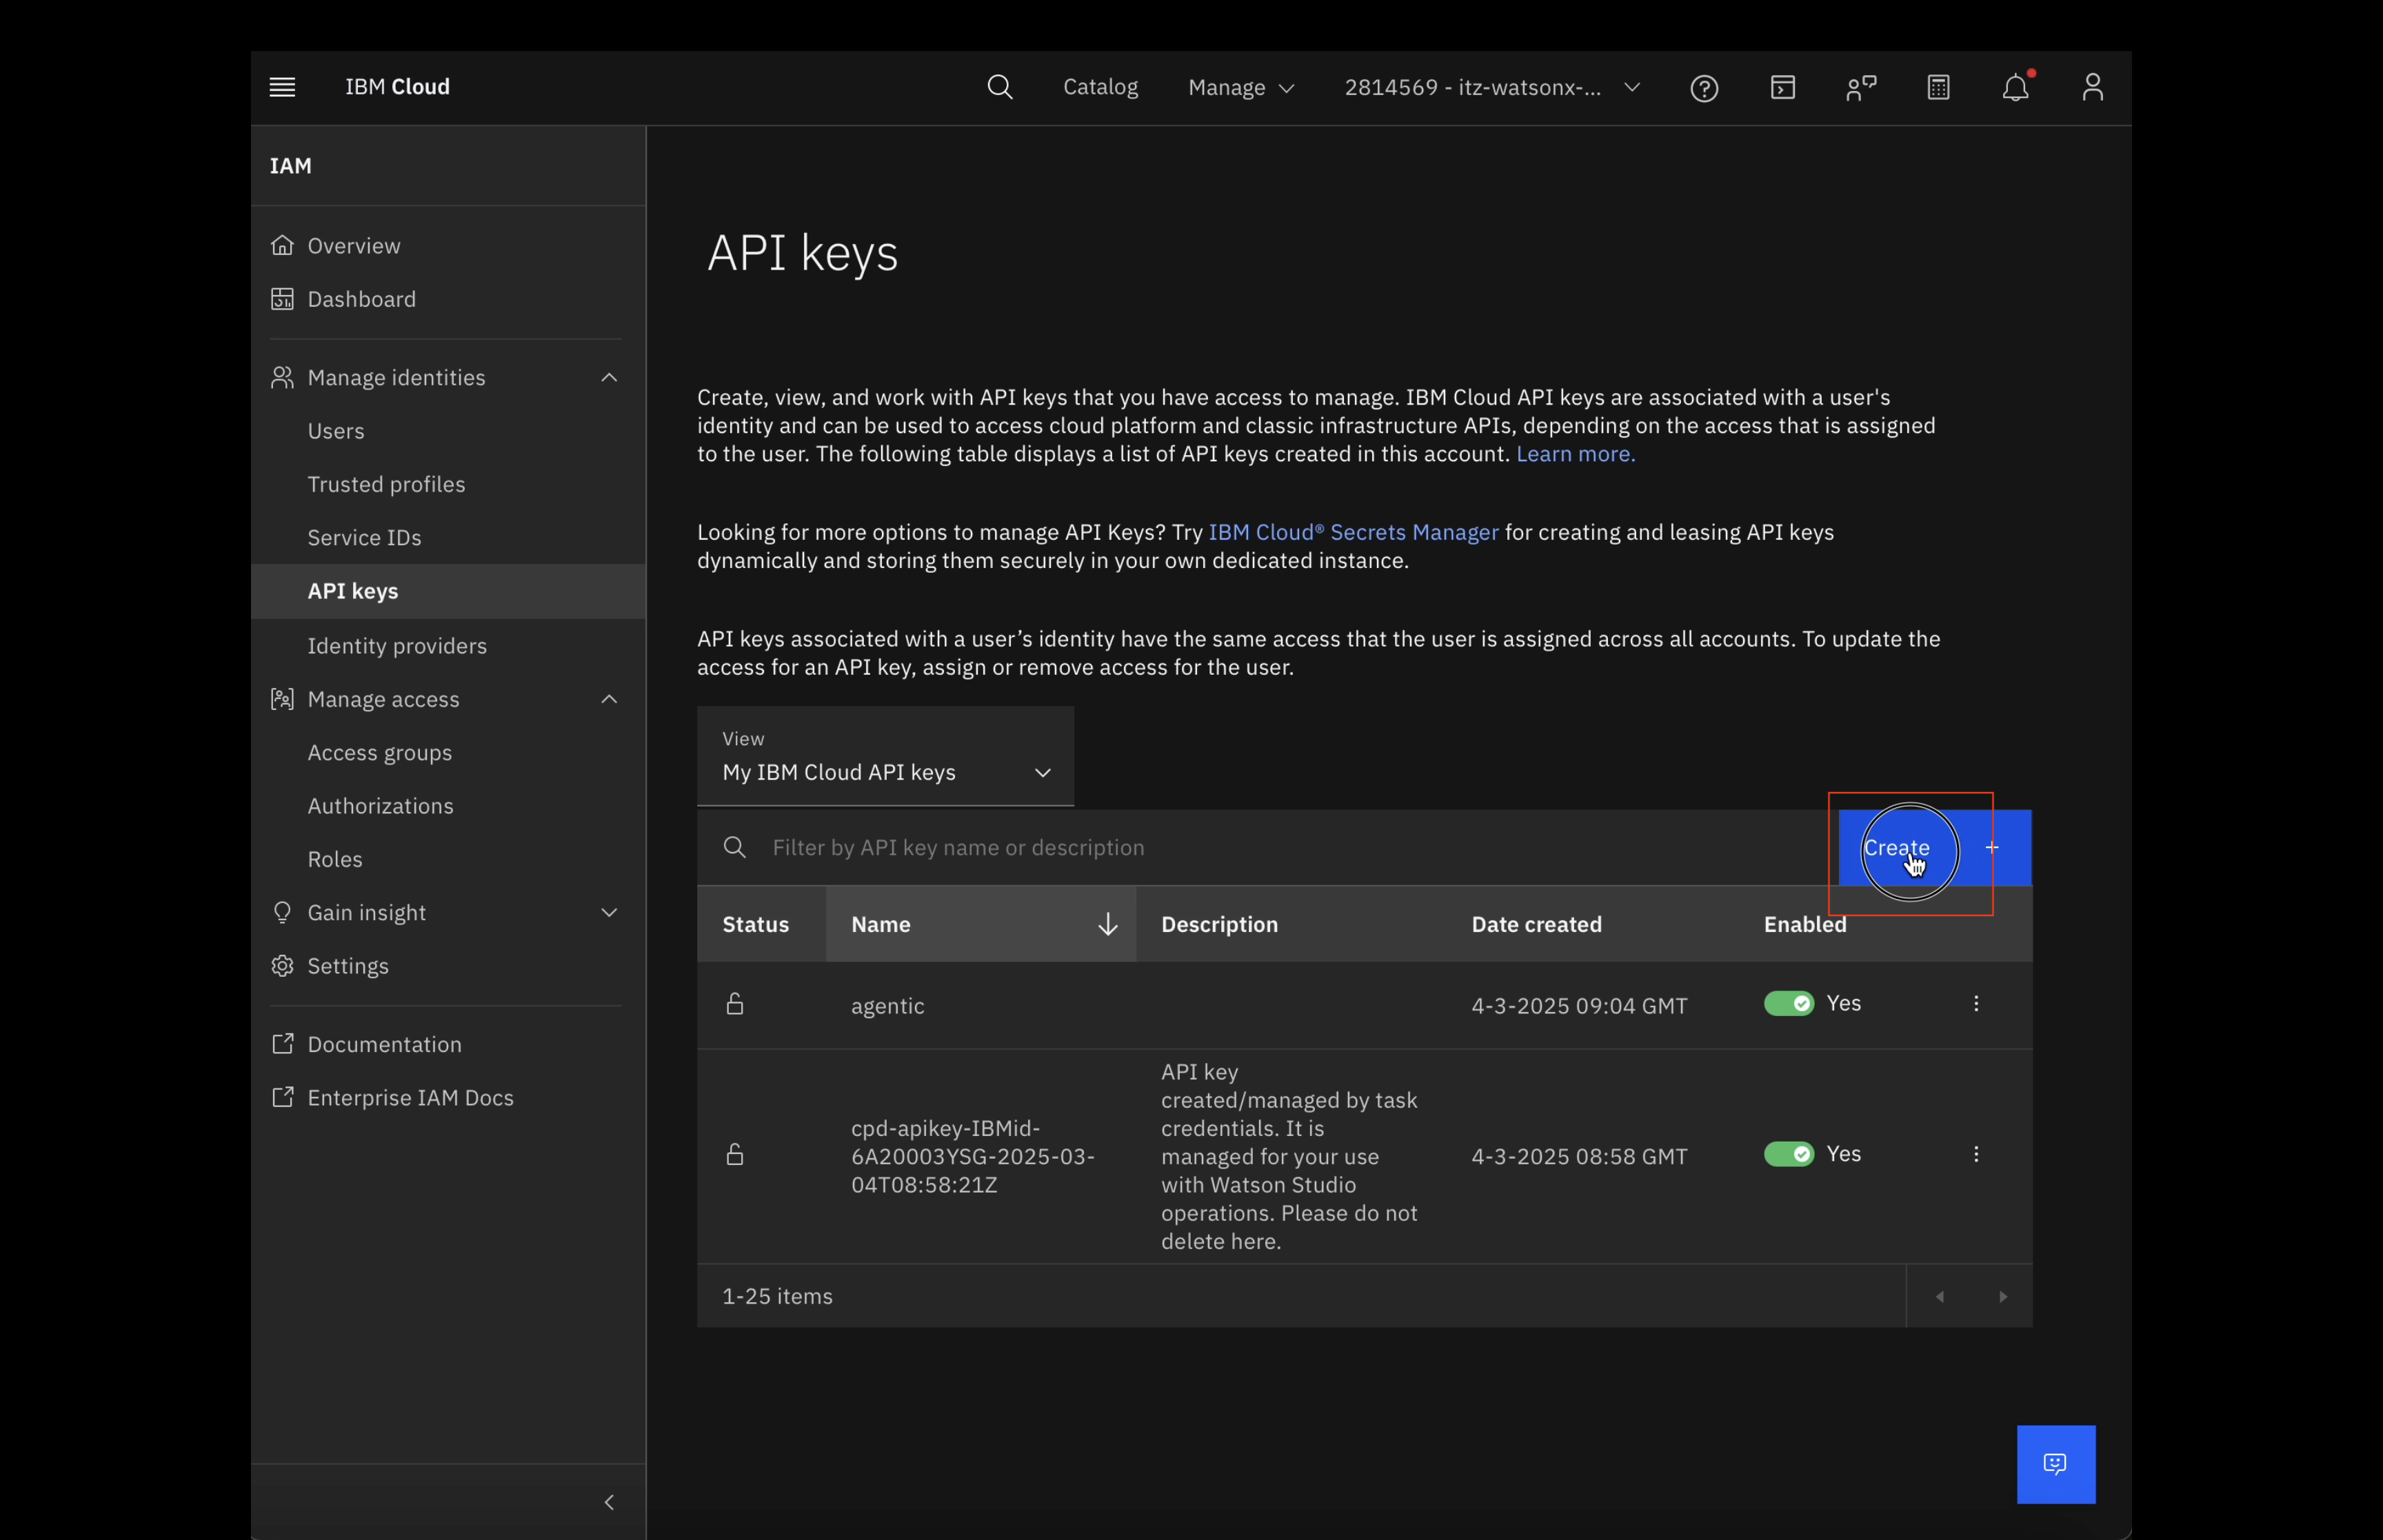 IBM Cloud
Catalog
Manage
2814569 - itz-watsonx-...
IAM
Overview
Dashboard
Manage identities
Users
Trusted profiles
Service IDs
API keys
Identity providers
Manage access
Access groups
Authorizations
Roles
Gain insight
Settings
Documentation
Enterprise IAM Docs
API keys
Create, view, and work with API keys that you have access to manage. IBM Cloud API keys are associated with a user's
identity and can be used to access cloud platform and classic infrastructure APIs, depending on the access that is assigned
to the user. The following table displays a list of API keys created in this account. Learn more.
Looking for more options to manage API Keys? Try IBM Cloud® Secrets Manager for creating and leasing API keys
dynamically and storing them securely in your own dedicated instance.
API keys associated with a user’s identity have the same access that the user is assigned across all accounts. To update the
access for an API key, assign or remove access for the user.
View
My IBM Cloud API keys
Filter by API key name or description
Create +
Status Name Description Date created Enabled
agentic 4-3-2025 09:04 GMT Yes
cpd-apikey-IBMid-
6A20003YSG-2025-03-
04T08:58:21Z
API key
created/managed by task
credentials. It is
managed for your use
with Watson Studio
operations. Please do not
delete here.
4-3-2025 08:58 GMT
Yes
1-25 items